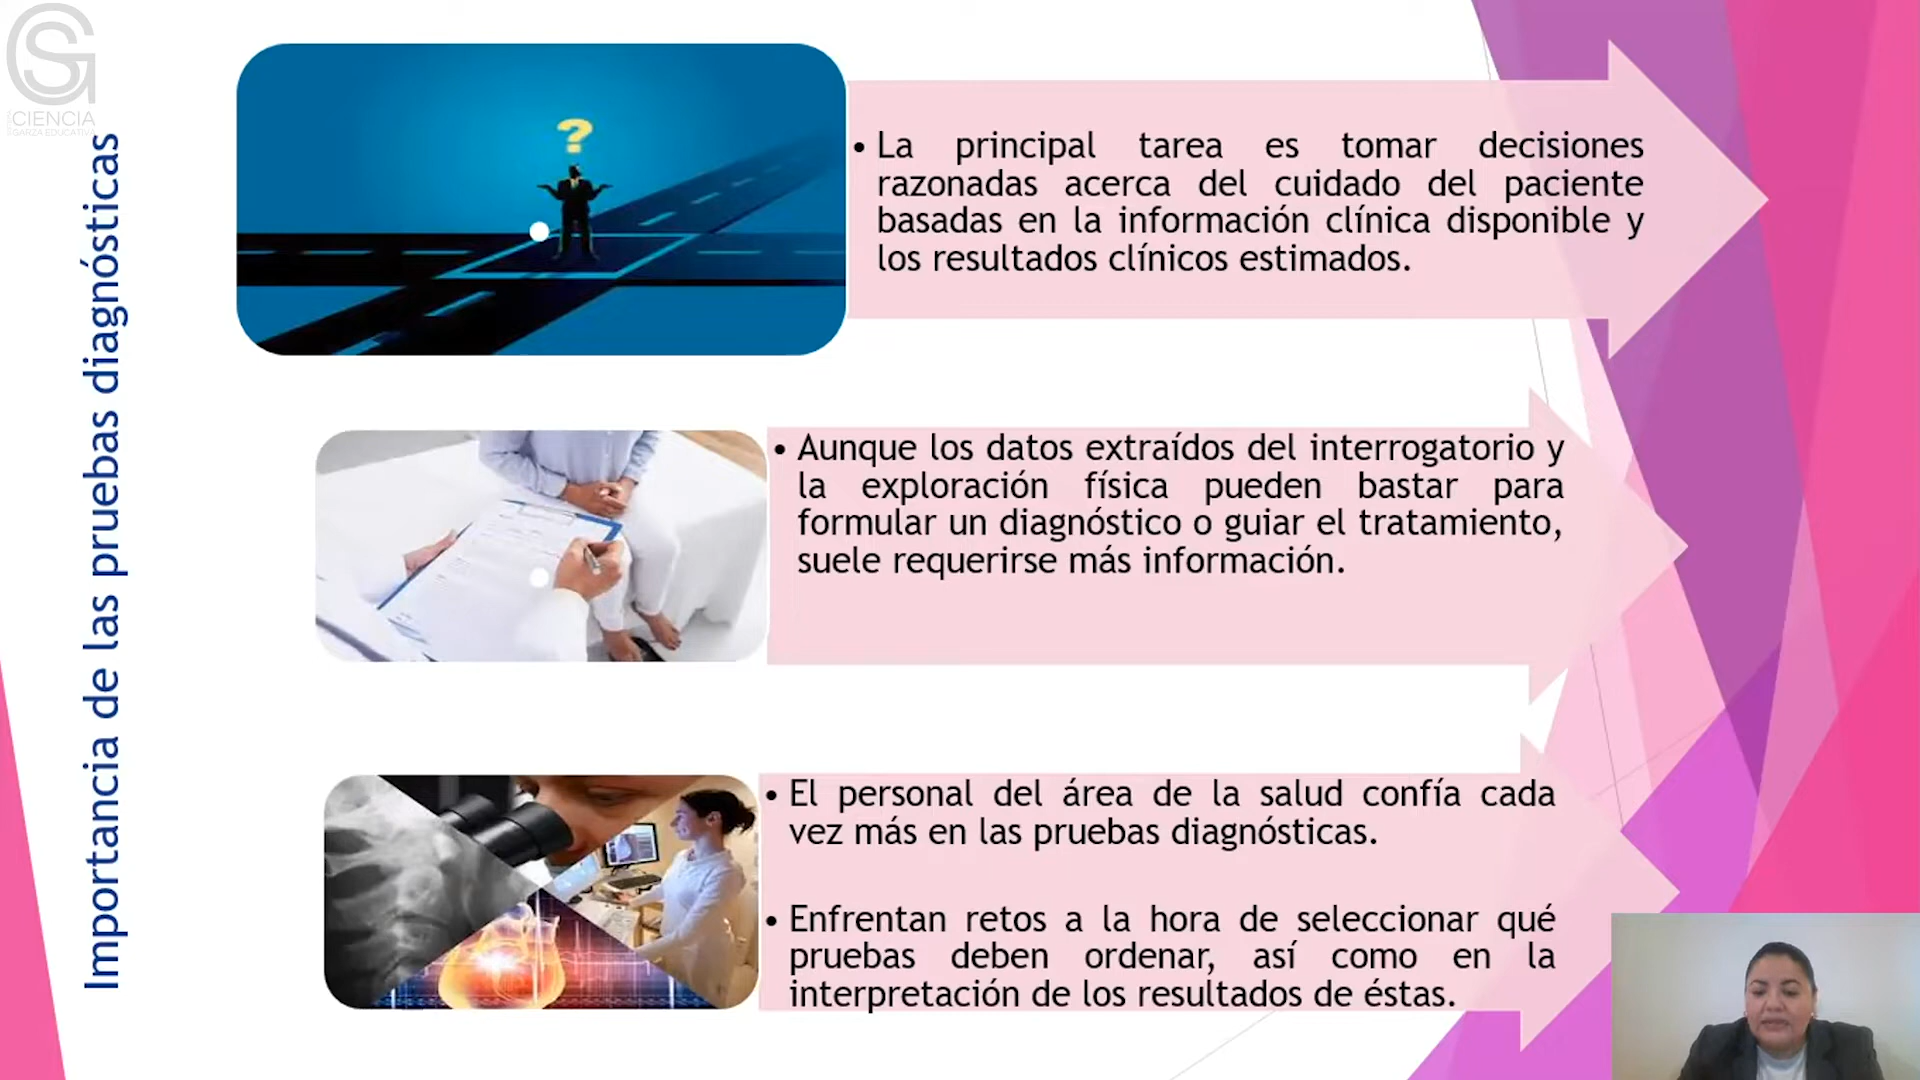 CIENCIA
GARZA EDUCATIVA
Importancia de las pruebas diagnósticas
?
• La principal tarea es tomar decisiones
razonadas acerca del cuidado del paciente
basadas en la información clínica disponible y
los resultados clínicos estimados.
• Aunque los datos extraídos del interrogatorio y
la exploración física pueden bastar para
formular un diagnóstico o guiar el tratamiento,
suele requerirse más información.
• El personal del área de la salud confía cada
vez más en las pruebas diagnósticas.
• Enfrentan retos a la hora de seleccionar qué
pruebas deben ordenar, así como en la
interpretación de los resultados de éstas.